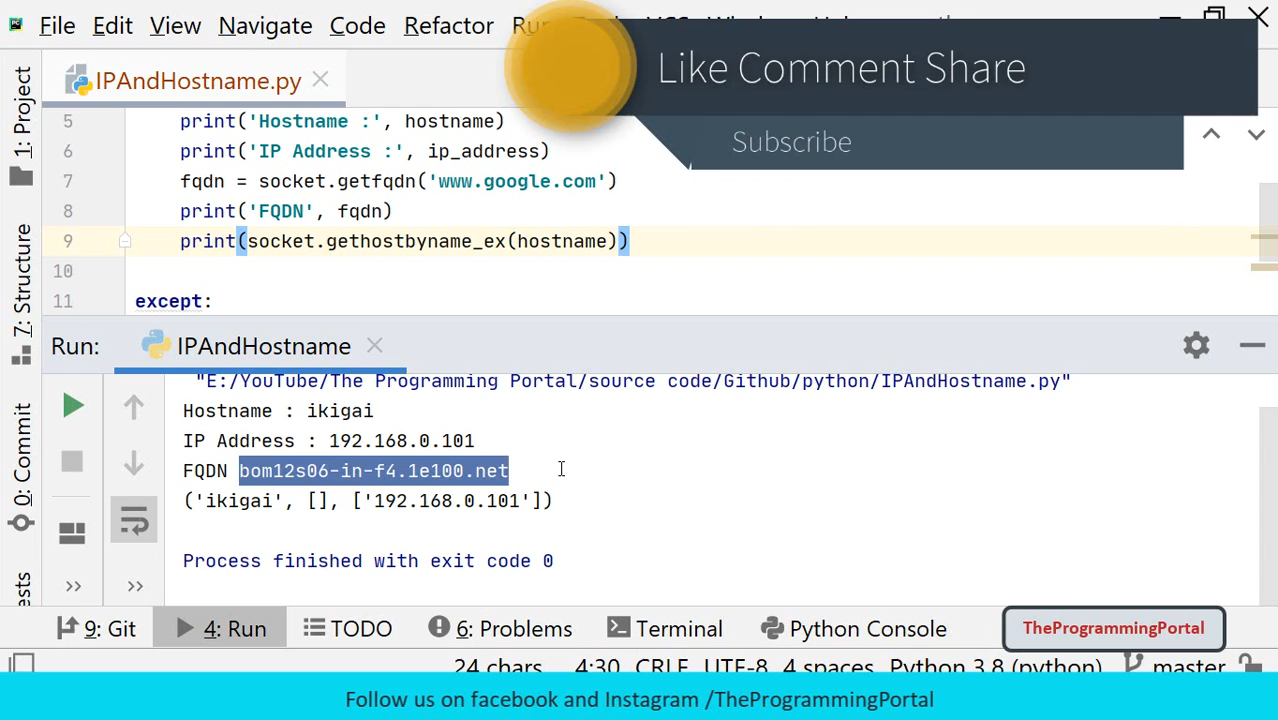 File Edit View Navigate Code Refactor
IPAndHostname.py
Like Comment Share
Subscribe
1: Project
7: Structure
0: Commit
5 print('Hostname :', hostname)
6 print('IP Address :', ip_address)
7 fqdn = socket.getfqdn('www.google.com')
8 print('FQDN', fqdn)
9 print(socket.gethostbyname_ex(hostname))
10
11 except:
Run: IPAndHostname
"E:/YouTube/The Programming Portal/source code/Github/python/IPAndHostname.py"
Hostname : ikigai
IP Address : 192.168.0.101
FQDN bom12s06-in-f4.1e100.net
('ikigai', [], ['192.168.0.101'])
Process finished with exit code 0
9: Git 4: Run TODO 6: Problems Terminal Python Console TheProgrammingPortal
24 chars 4:30 CRLF UTF-8 4 spaces Python 3.8 (python) master
Follow us on facebook and Instagram /TheProgrammingPortal